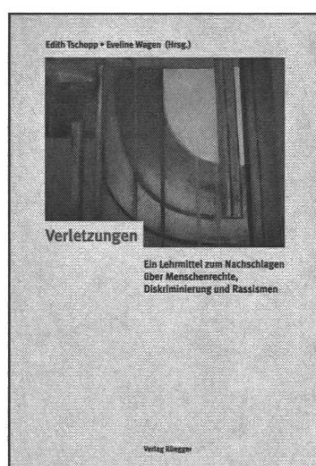 Edith Tschopp • Eveline Wagen (Hrsg.)
Verletzungen
Ein Lehrmittel zum Nachschlagen
über Menschenrechte,
Diskriminierung und Rassismen
Verlag Rüegger